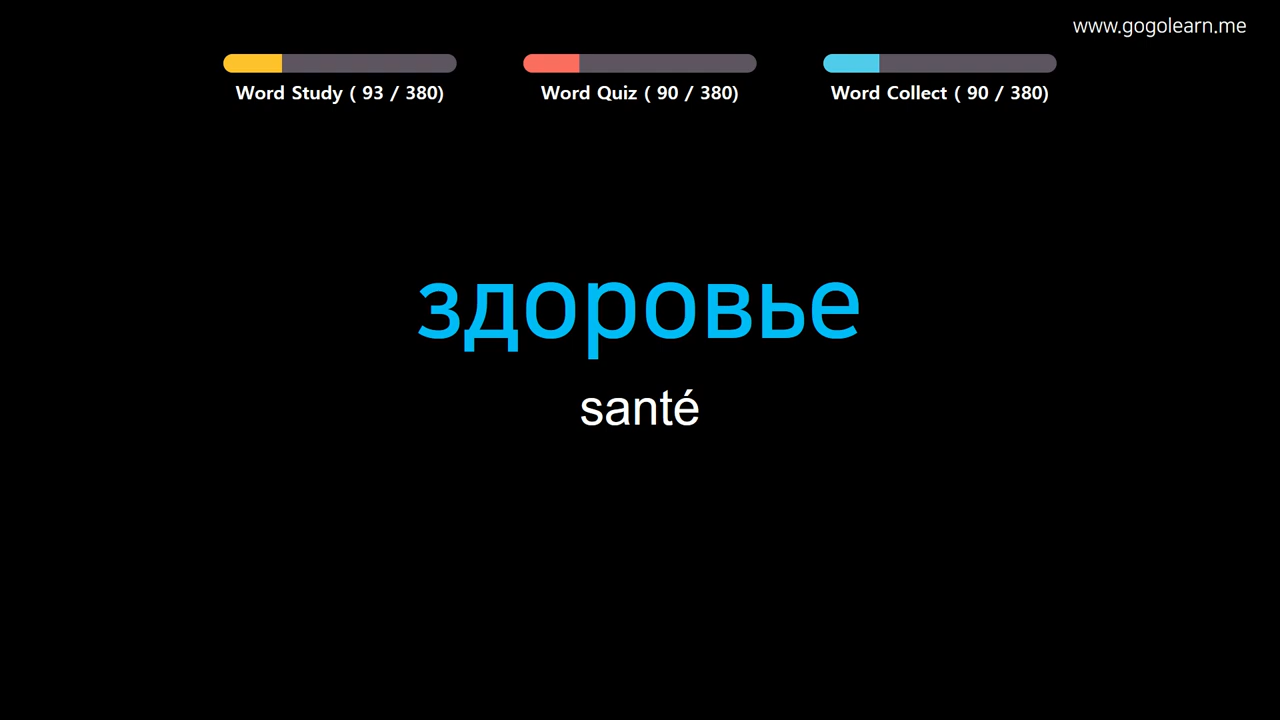 www.gogolearn.me
Word Study ( 93 / 380)
Word Quiz ( 90 / 380)
Word Collect ( 90 / 380)
здоровье
santé